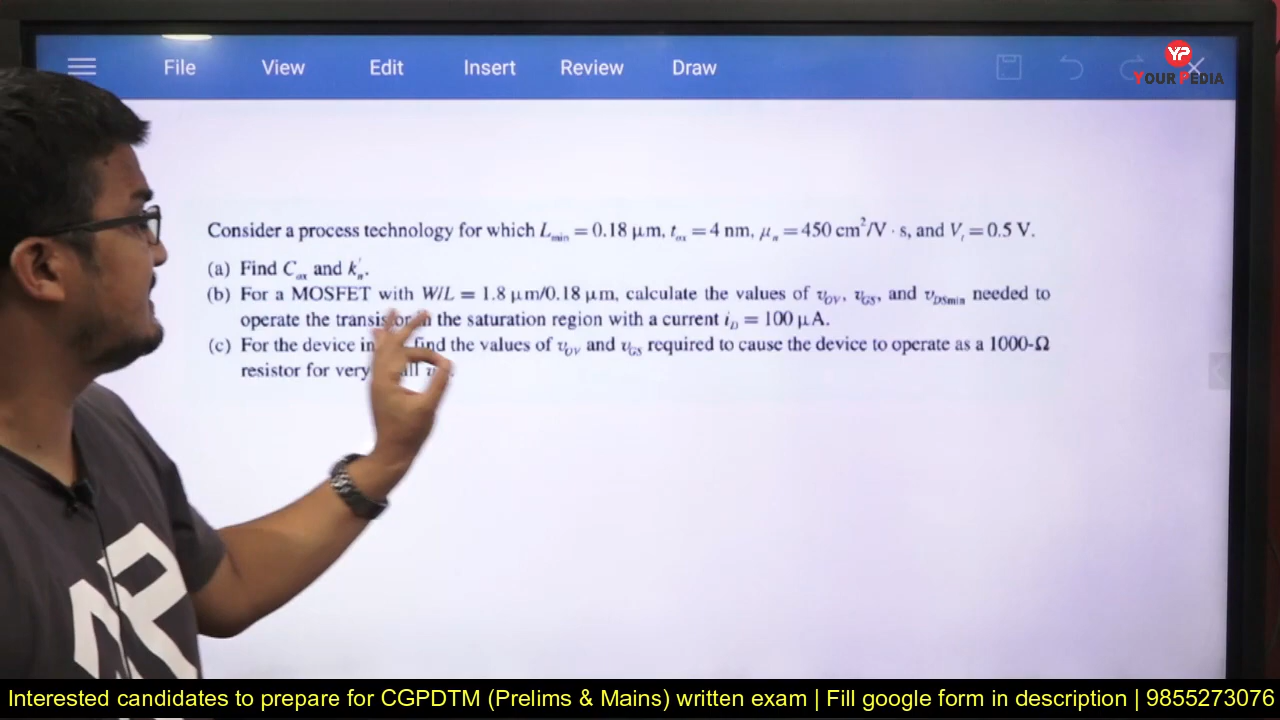 File View Edit Insert Review Draw
YP
YOUR PEDIA
Consider a process technology for which L_min = 0.18 μm, t_ox = 4 nm, μ_n = 450 cm²/V · s, and V_t = 0.5 V.
(a) Find C_ox and k'_n.
(b) For a MOSFET with W/L = 1.8 μm/0.18 μm, calculate the values of v_OV, v_GS, and v_DSmin needed to
operate the transistor in the saturation region with a current i_D = 100 μA.
(c) For the device in find the values of v_OV and v_GS required to cause the device to operate as a 1000-Ω
resistor for very
Interested candidates to prepare for CGPDTM (Prelims & Mains) written exam | Fill google form in description | 9855273076